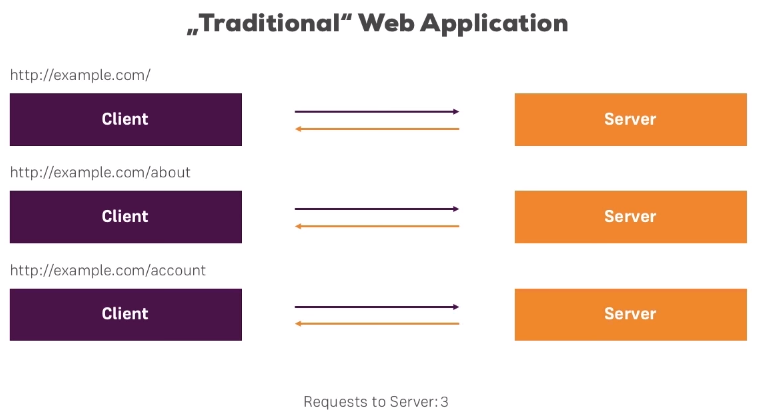 „Traditional“ Web Application
http://example.com/
Client
Server
http://example.com/about
Client
Server
http://example.com/account
Client
Server
Requests to Server: 3